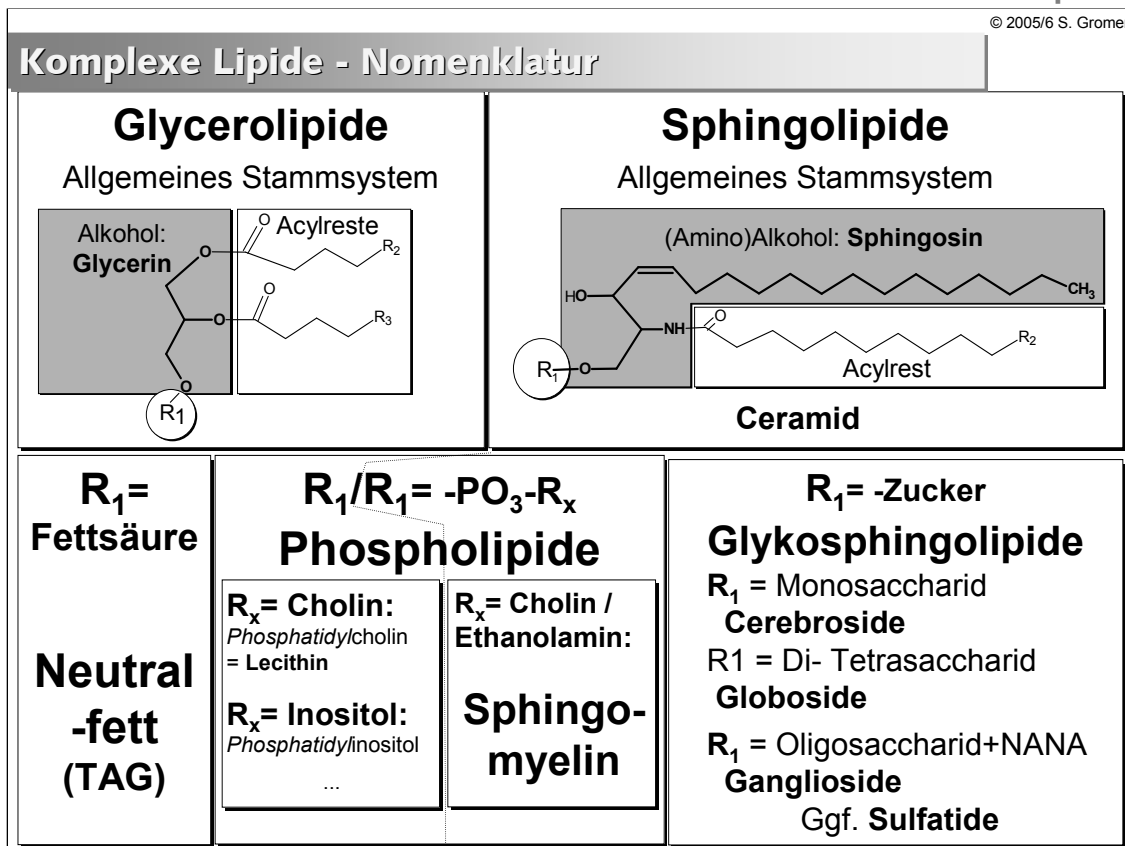 © 2005/6 S. Grome
Komplexe Lipide - Nomenklatur
Glycerolipide
Allgemeines Stammsystem
Alkohol:
Glycerin
Acylreste
O
O
R2
O
O
R3
O
R1
Sphingolipide
Allgemeines Stammsystem
(Amino)Alkohol: Sphingosin
HO
CH3
NH
O
R2
R1
O
Acylrest
Ceramid
R1=
Fettsäure
Neutral
-fett
(TAG)
R1/R1= -PO3-Rx
Phospholipide
Rx= Cholin:
Phosphatidylcholin
= Lecithin
Rx= Inositol:
Phosphatidylinositol
...
Rx= Cholin /
Ethanolamin:
Sphingo-
myelin
R1= -Zucker
Glykosphingolipide
R1 = Monosaccharid
Cerebroside
R1 = Di- Tetrasaccharid
Globoside
R1 = Oligosaccharid+NANA
Ganglioside
Ggf. Sulfatide